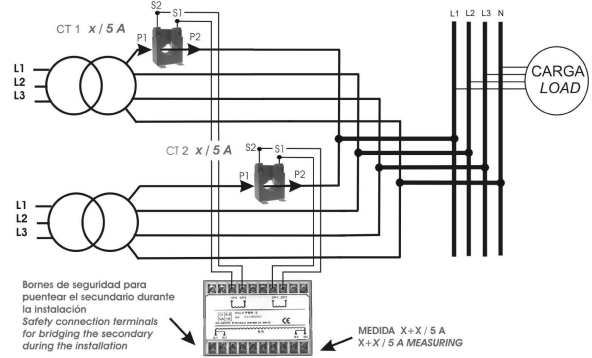 S2
S1
CT 1 x / 5 A
P1
P2
L1
L2
L3
L1 L2 L3 N
CARGA
LOAD
CT 2 x / 5 A
S2
S1
P1
P2
L1
L2
L3
Bornes de seguridad para
puentear el secundario durante
la instalación
Safety connection terminals
for bridging the secondary
during the installation
CE
MEDIDA X+X / 5 A
X+X / 5 A MEASURING